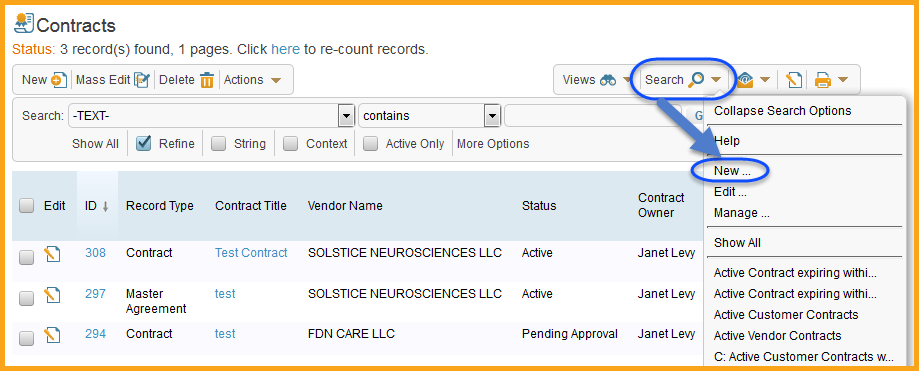 Contracts
Status: 3 record(s) found, 1 pages. Click here to re-count records.
New Mass Edit Delete Actions Views Search
Search: -TEXT- contains G
Show All Refine String Context Active Only More Options
Edit ID Record Type Contract Title Vendor Name Status Contract Owner
308 Contract Test Contract SOLSTICE NEUROSCIENCES LLC Active Janet Levy
297 Master Agreement test SOLSTICE NEUROSCIENCES LLC Active Janet Levy
294 Contract test FDN CARE LLC Pending Approval Janet Levy
Collapse Search Options
Help
New ...
Edit ...
Manage ...
Show All
Active Contract expiring withi...
Active Contract expiring withi...
Active Customer Contracts
Active Vendor Contracts
C: Active Customer Contracts w...